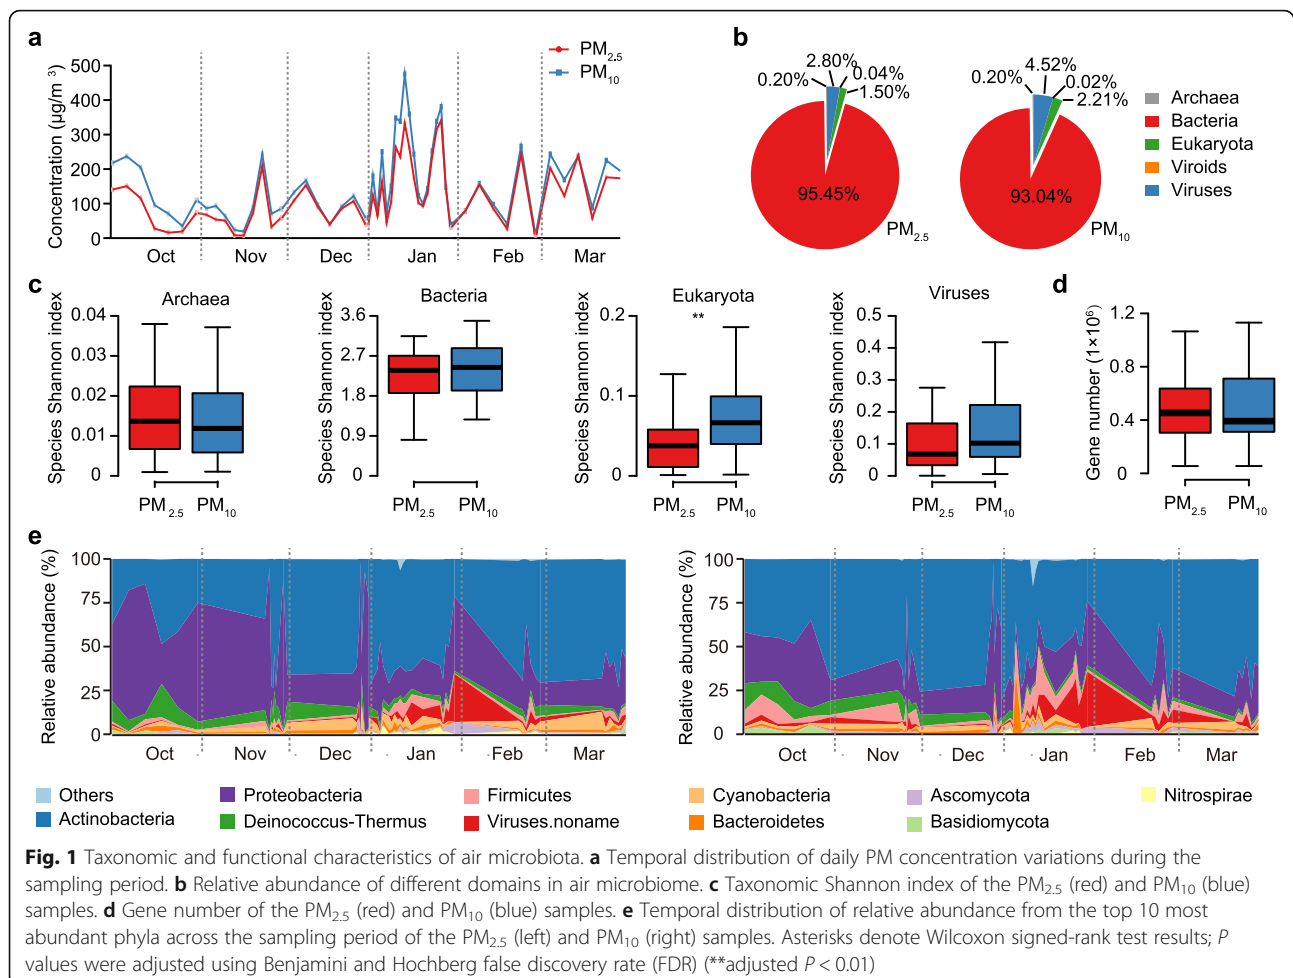 a
PM2.5
PM10
Concentration (µg/m 3)
500
400
300
200
100
0
Oct Nov Dec Jan Feb Mar
b
0.20% 2.80% 0.04% 1.50%
95.45%
PM2.5
0.20% 4.52% 0.02% 2.21%
93.04%
PM10
Archaea
Bacteria
Eukaryota
Viroids
Viruses
c
Archaea
Species Shannon index
0.04
0.03
0.02
0.01
0
PM2.5 PM10
Bacteria
Species Shannon index
3.6
2.7
1.8
0.9
0
PM2.5 PM10
Eukaryota
**
Species Shannon index
0.2
0.1
0
PM2.5 PM10
Viruses
Species Shannon index
0.5
0.4
0.3
0.2
0.1
0
PM2.5 PM10
d
Gene number (1×10⁶)
1.2
0.8
0.4
0
PM2.5 PM10
e
Relative abundance (%)
100
75
50
25
0
Oct Nov Dec Jan Feb Mar
Relative abundance (%)
100
75
50
25
0
Oct Nov Dec Jan Feb Mar
Others Proteobacteria Firmicutes Cyanobacteria Ascomycota Nitrospirae
Actinobacteria Deinococcus-Thermus Viruses.noname Bacteroidetes Basidiomycota
Fig. 1 Taxonomic and functional characteristics of air microbiota. a Temporal distribution of daily PM concentration variations during the
sampling period. b Relative abundance of different domains in air microbiome. c Taxonomic Shannon index of the PM2.5 (red) and PM10 (blue)
samples. d Gene number of the PM2.5 (red) and PM10 (blue) samples. e Temporal distribution of relative abundance from the top 10 most
abundant phyla across the sampling period of the PM2.5 (left) and PM10 (right) samples. Asterisks denote Wilcoxon signed-rank test results; P
values were adjusted using Benjamini and Hochberg false discovery rate (FDR) (**adjusted P < 0.01)